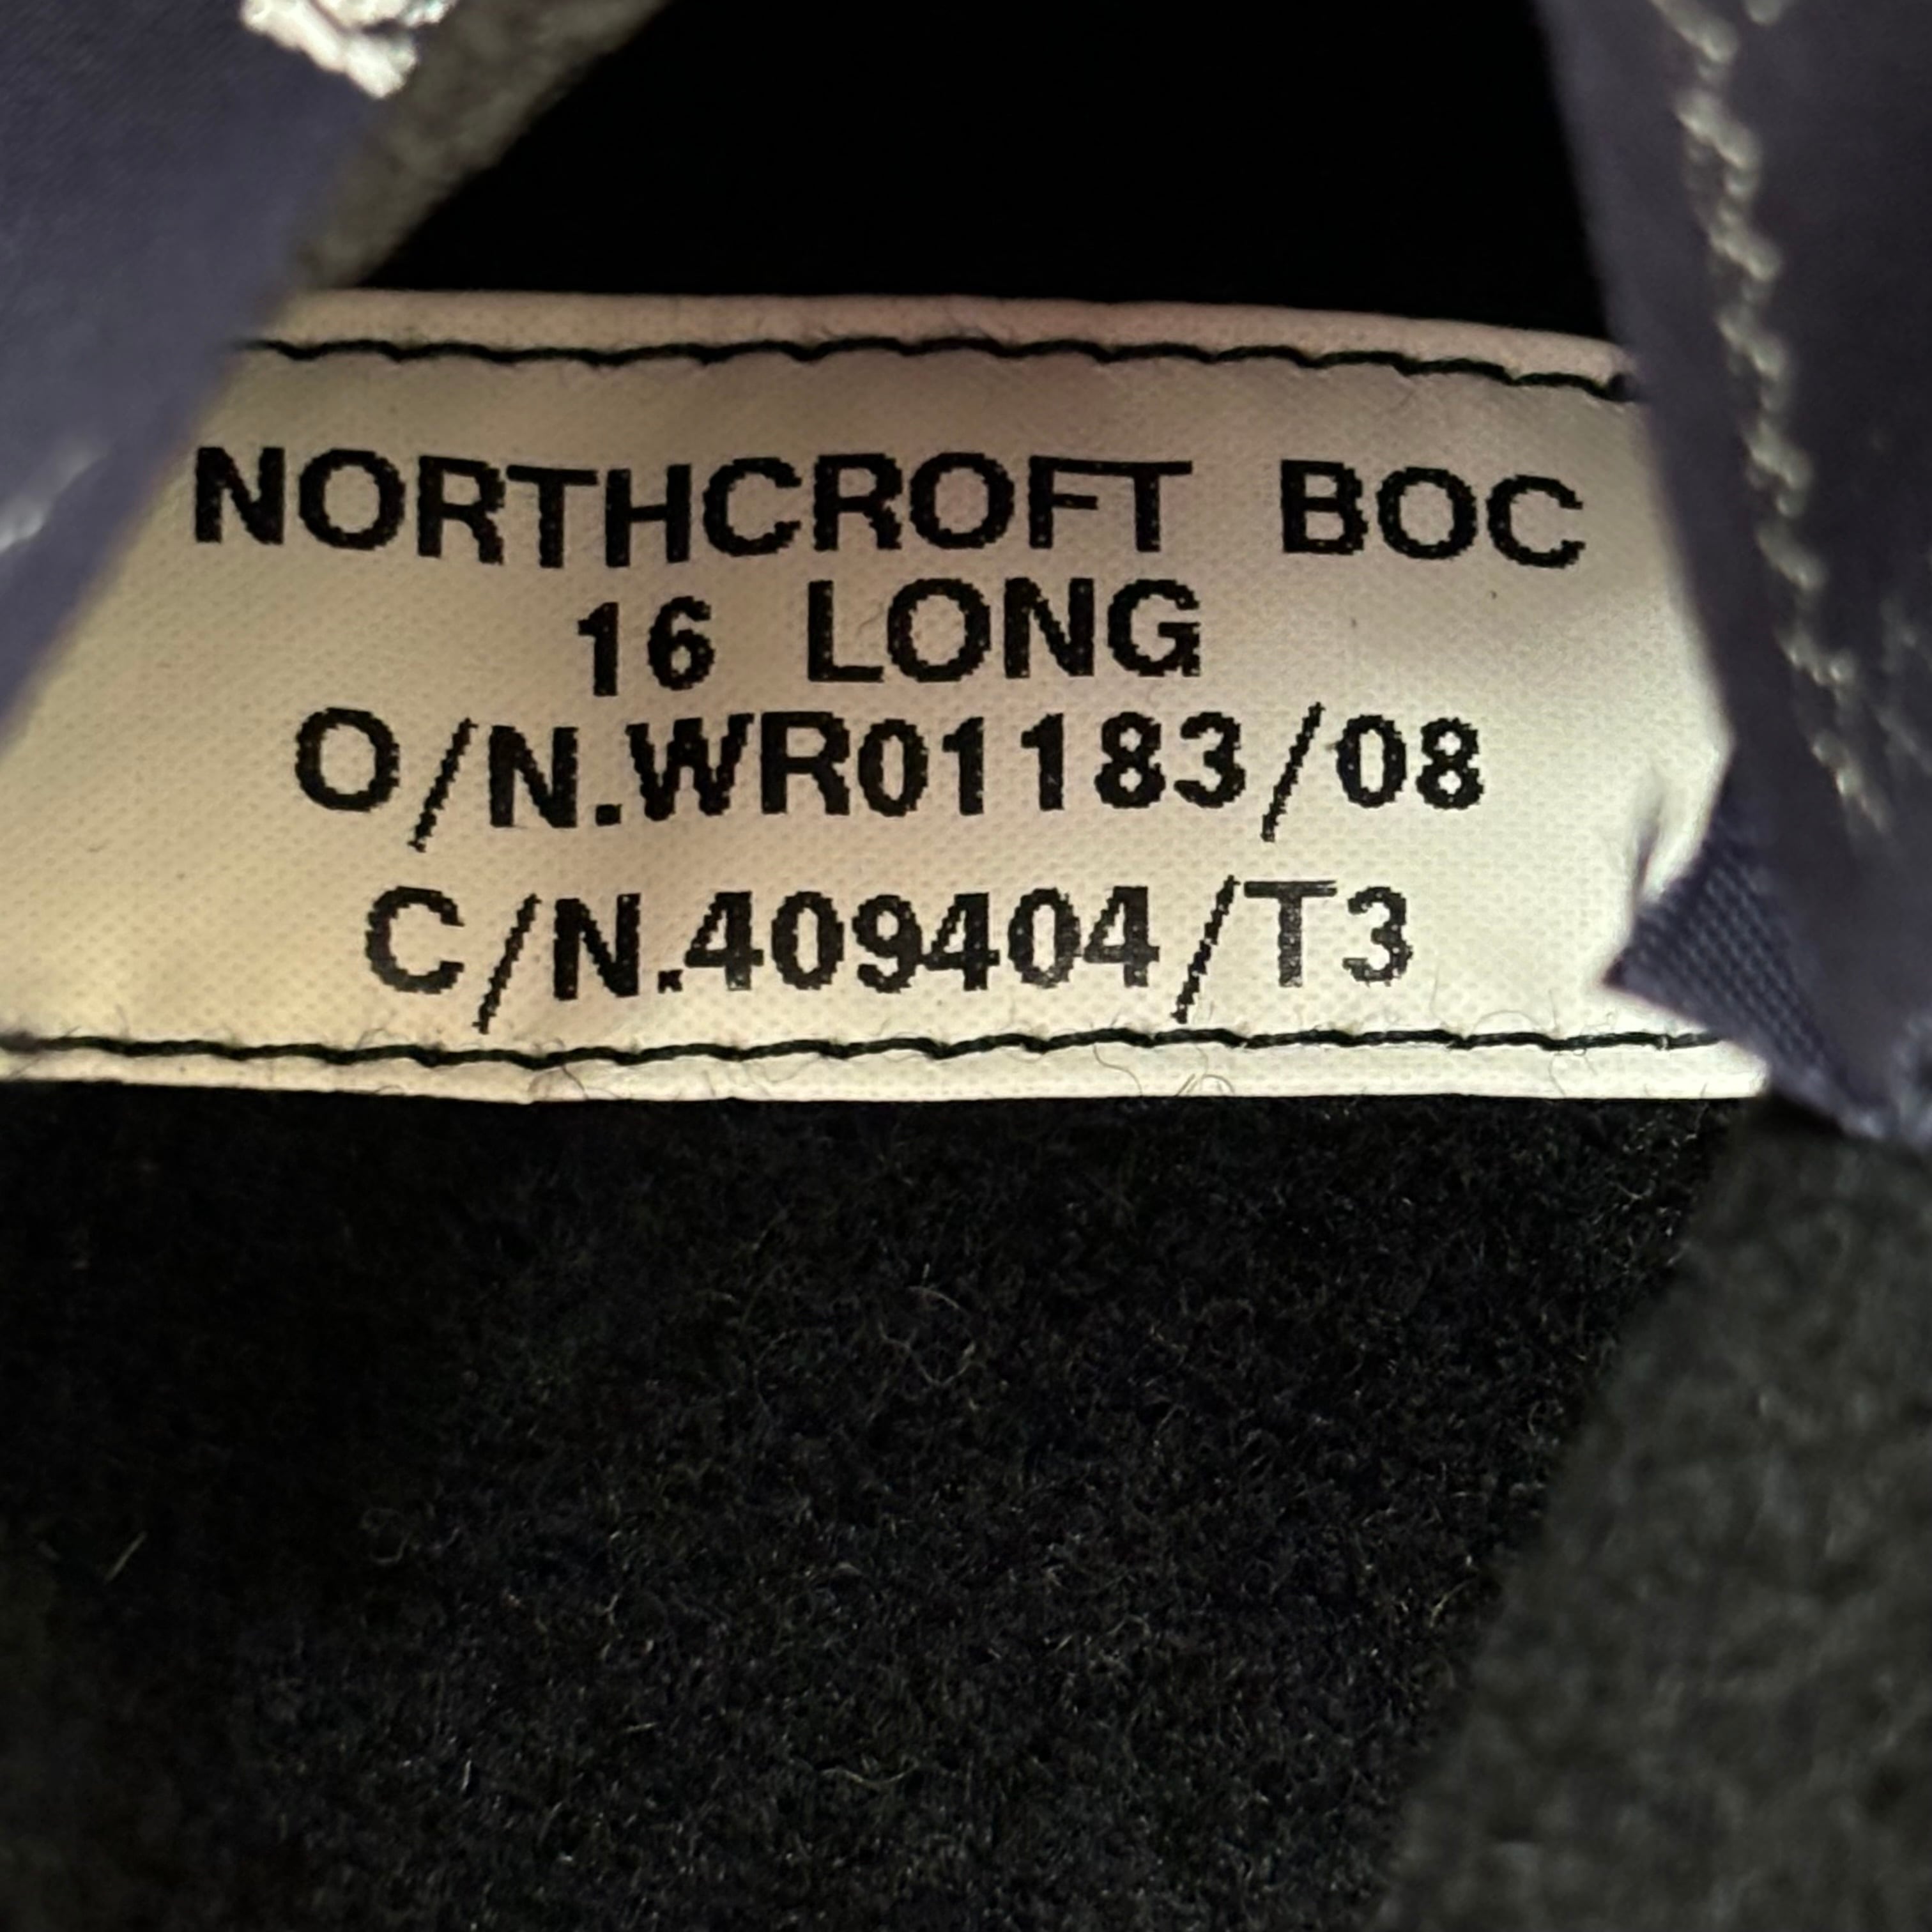 NORTHCROFT BOC
16 LONG
O/N.WR01183/08
C/N.409404/T3